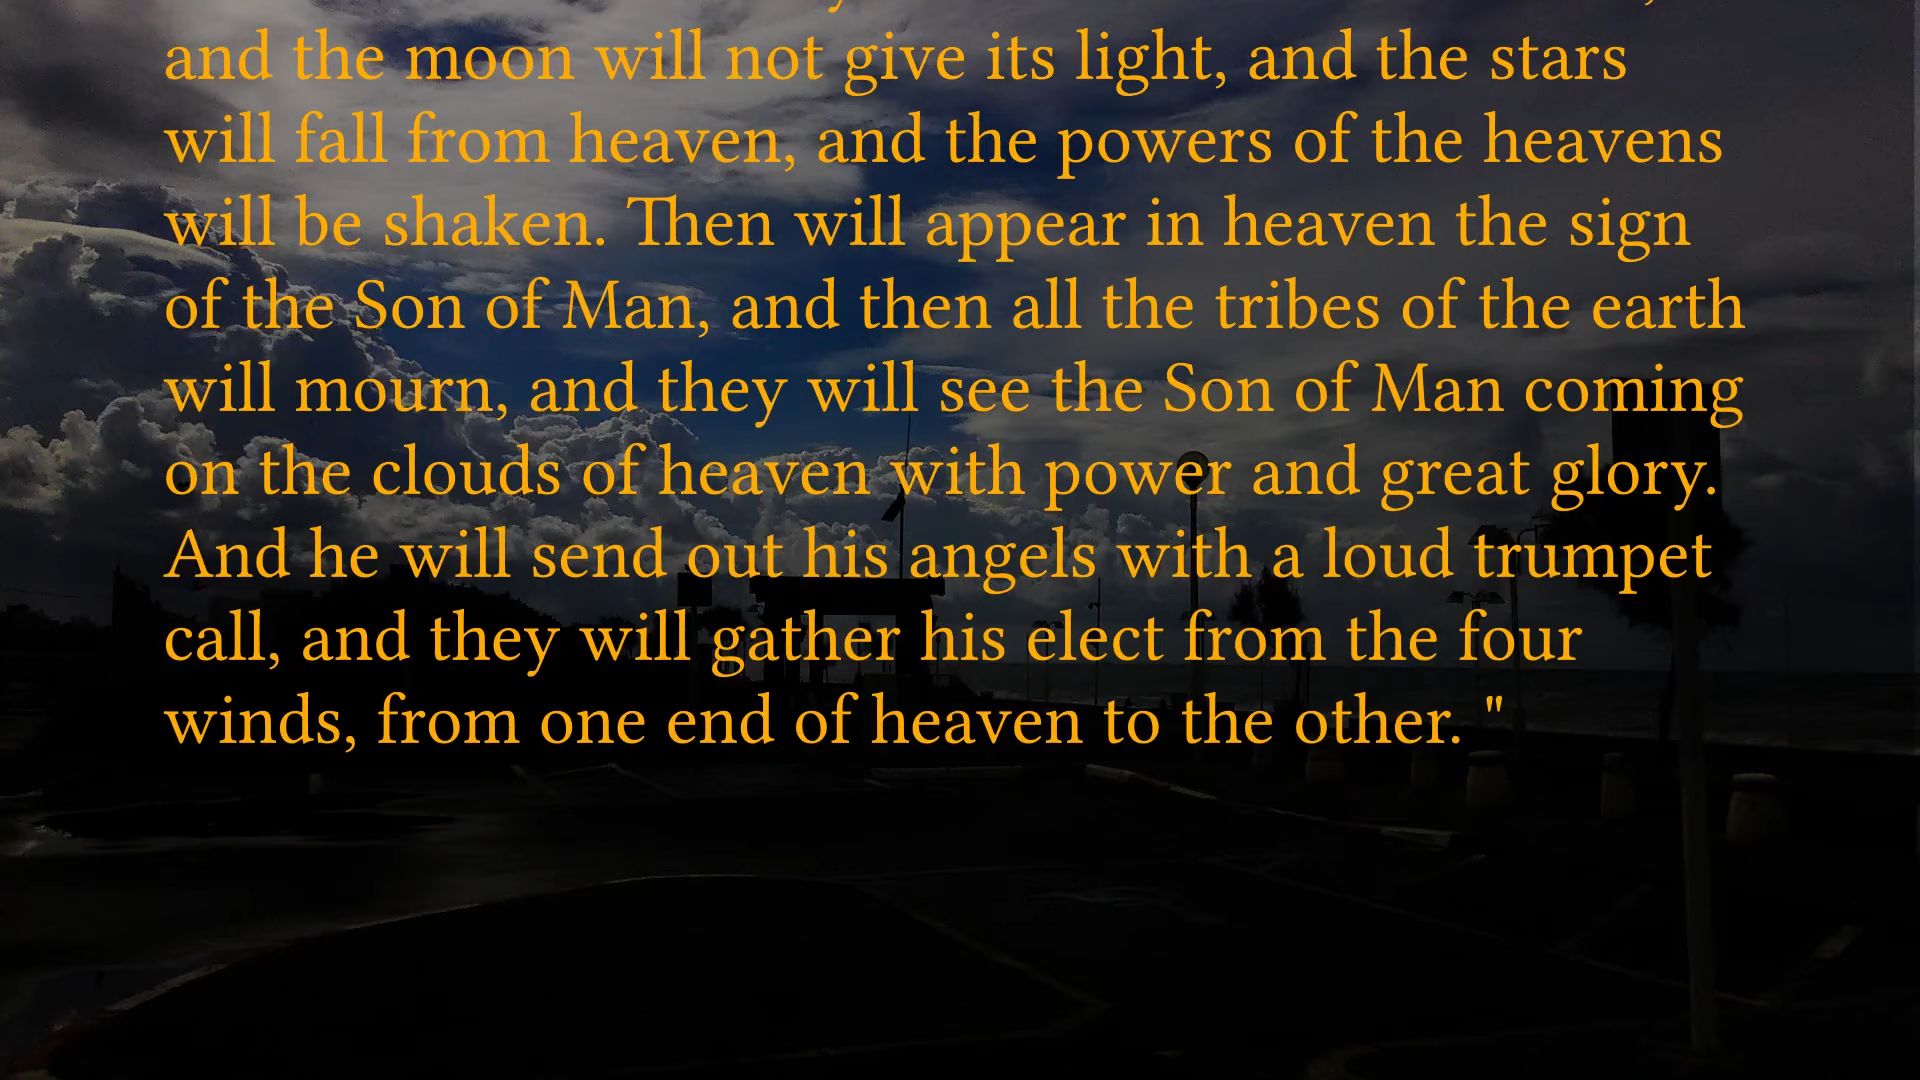 and the moon will not give its light, and the stars
will fall from heaven, and the powers of the heavens
will be shaken. Then will appear in heaven the sign
of the Son of Man, and then all the tribes of the earth
will mourn, and they will see the Son of Man coming
on the clouds of heaven with power and great glory.
And he will send out his angels with a loud trumpet
call, and they will gather his elect from the four
winds, from one end of heaven to the other. "